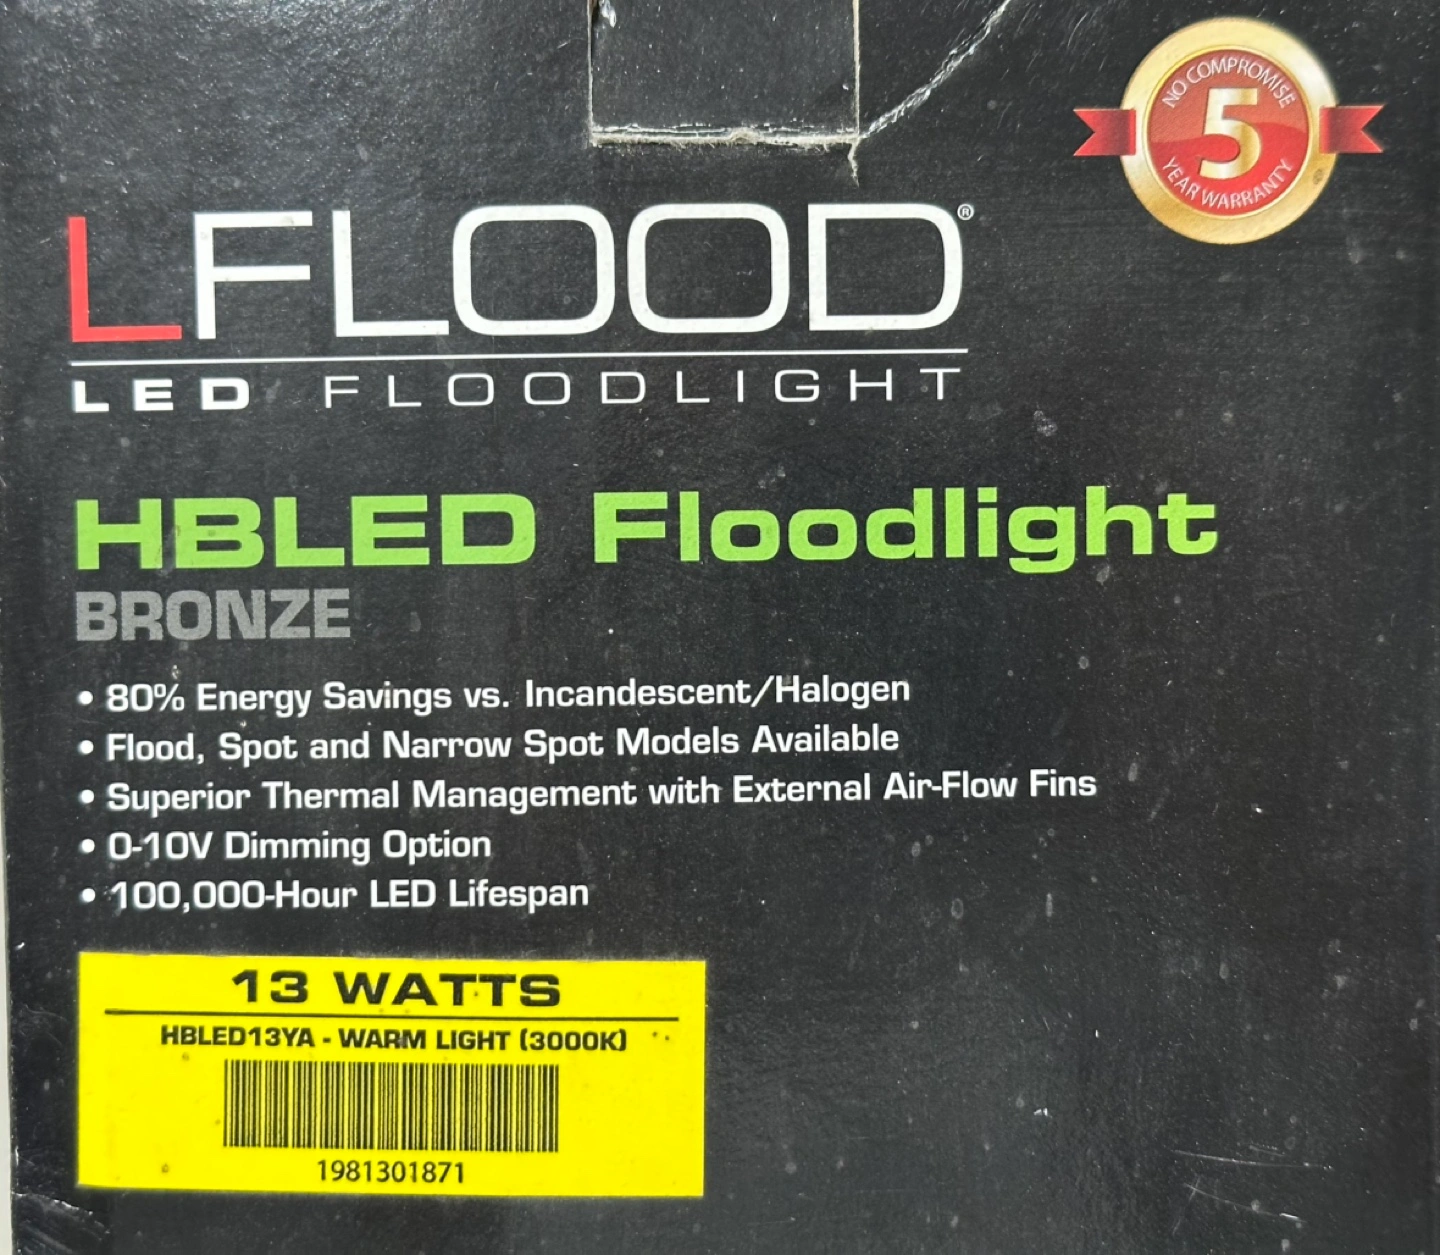 NO COMPROMISE
5
YEAR WARRANTY
LFLOOD®
LED FLOODLIGHT
HBLED Floodlight
BRONZE
• 80% Energy Savings vs. Incandescent/Halogen
• Flood, Spot and Narrow Spot Models Available
• Superior Thermal Management with External Air-Flow Fins
• 0-10V Dimming Option
• 100,000-Hour LED Lifespan
13 WATTS
HBLED13YA - WARM LIGHT (3000K)
1981301871